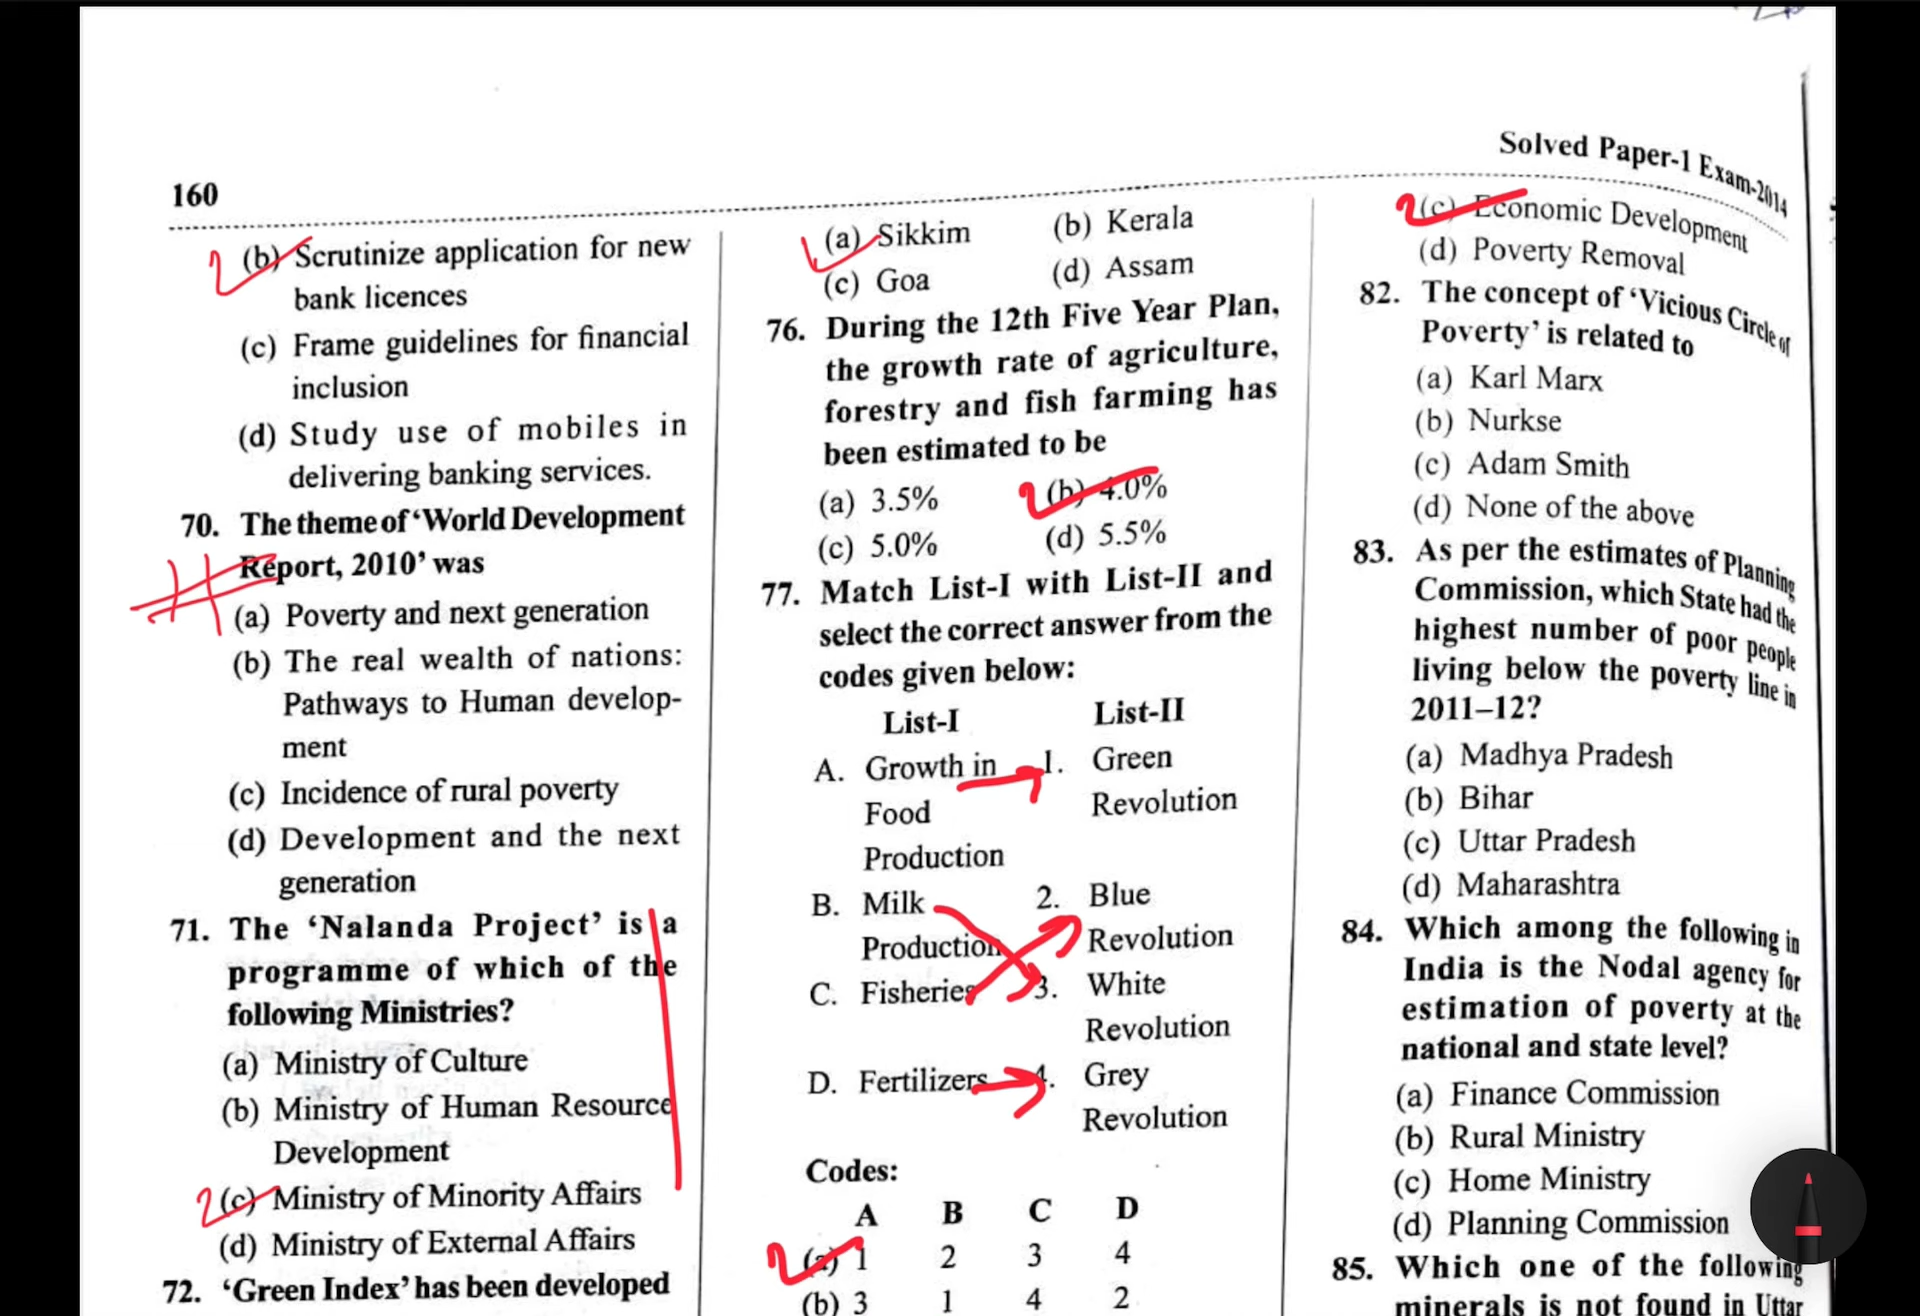 160
Solved Paper-1 Exam-2014
(b) Scrutinize application for new
bank licences
(c) Frame guidelines for financial
inclusion
(d) Study use of mobiles in
delivering banking services.
70. The theme of 'World Development
Report, 2010' was
(a) Poverty and next generation
(b) The real wealth of nations:
Pathways to Human develop-
ment
(c) Incidence of rural poverty
(d) Development and the next
generation
71. The 'Nalanda Project' is a
programme of which of the
following Ministries?
(a) Ministry of Culture
(b) Ministry of Human Resource
Development
(c) Ministry of Minority Affairs
(d) Ministry of External Affairs
72. 'Green Index' has been developed
(a) Sikkim (b) Kerala
(c) Goa (d) Assam
76. During the 12th Five Year Plan,
the growth rate of agriculture,
forestry and fish farming has
been estimated to be
(a) 3.5% (b) 4.0%
(c) 5.0% (d) 5.5%
77. Match List-I with List-II and
select the correct answer from the
codes given below:
List-I List-II
A. Growth in 1. Green
Food Revolution
Production
B. Milk 2. Blue
Production Revolution
C. Fisheries 3. White
Revolution
D. Fertilizers 4. Grey
Revolution
Codes:
A B C D
(a) 1 2 3 4
(b) 3 1 4 2
(c) Economic Development
(d) Poverty Removal
82. The concept of 'Vicious Circle of
Poverty' is related to
(a) Karl Marx
(b) Nurkse
(c) Adam Smith
(d) None of the above
83. As per the estimates of Planning
Commission, which State had the
highest number of poor people
living below the poverty line in
2011–12?
(a) Madhya Pradesh
(b) Bihar
(c) Uttar Pradesh
(d) Maharashtra
84. Which among the following in
India is the Nodal agency for
estimation of poverty at the
national and state level?
(a) Finance Commission
(b) Rural Ministry
(c) Home Ministry
(d) Planning Commission
85. Which one of the following
minerals is not found in Uttar